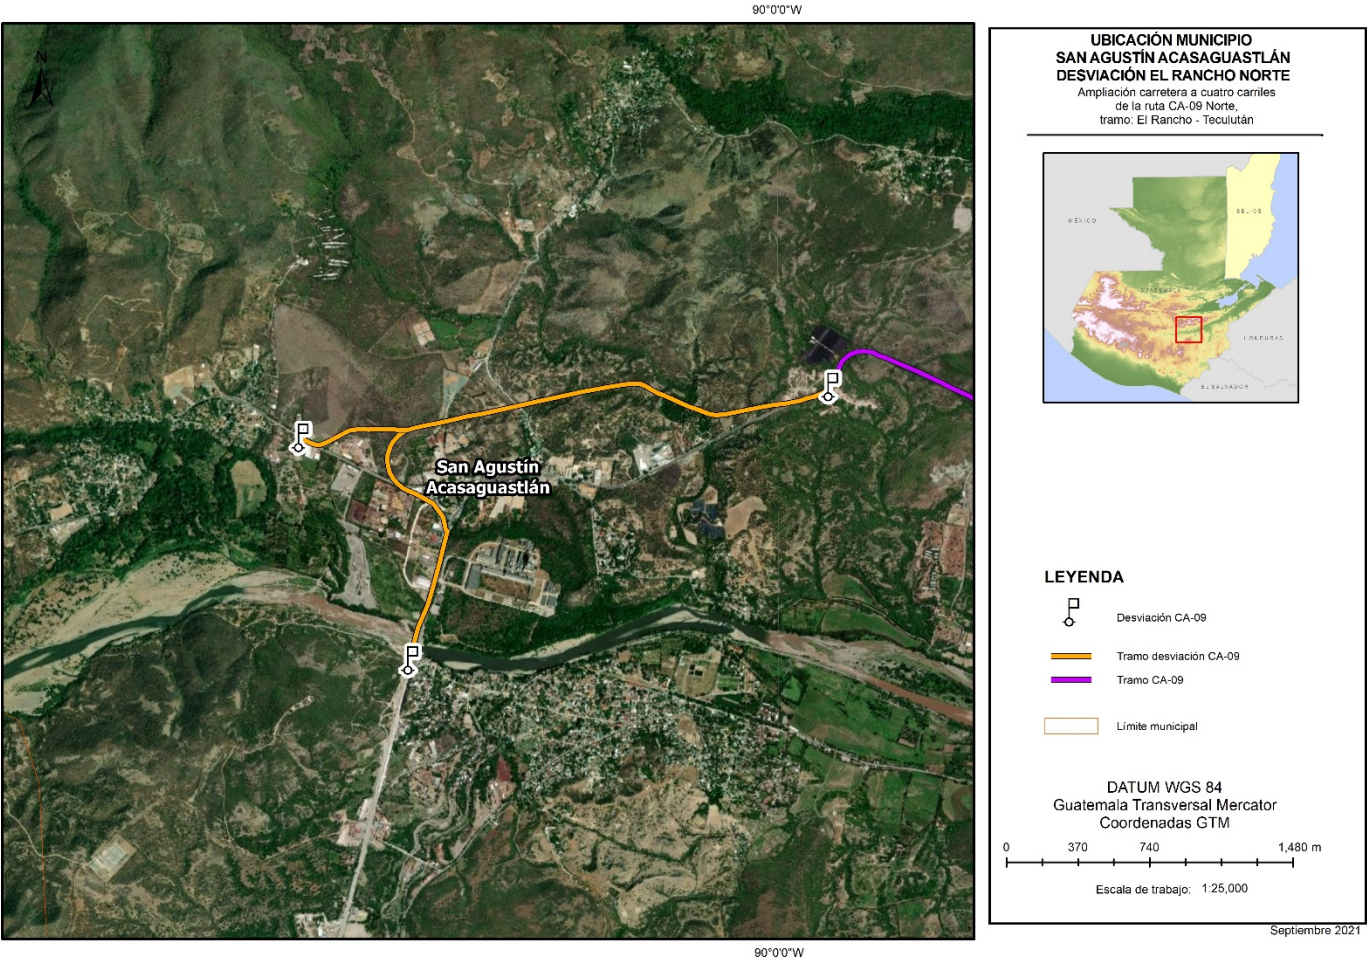 90°0'0"W
N
San Agustín
Acasaguastlán
90°0'0"W
UBICACIÓN MUNICIPIO
SAN AGUSTÍN ACASAGUASTLÁN
DESVIACIÓN EL RANCHO NORTE
Ampliación carretera a cuatro carriles
de la ruta CA-09 Norte,
tramo: El Rancho - Teculután
MÉXICO
BELICE
GUATEMALA
HONDURAS
EL SALVADOR
LEYENDA
Desviación CA-09
Tramo desviación CA-09
Tramo CA-09
Límite municipal
DATUM WGS 84
Guatemala Transversal Mercator
Coordenadas GTM
0 370 740 1,480 m
Escala de trabajo: 1:25,000
Septiembre 2021